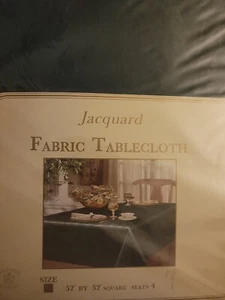 Jacquard
FABRIC TABLECLOTH
SIZE
52" BY 52" SQUARE SEATS 4